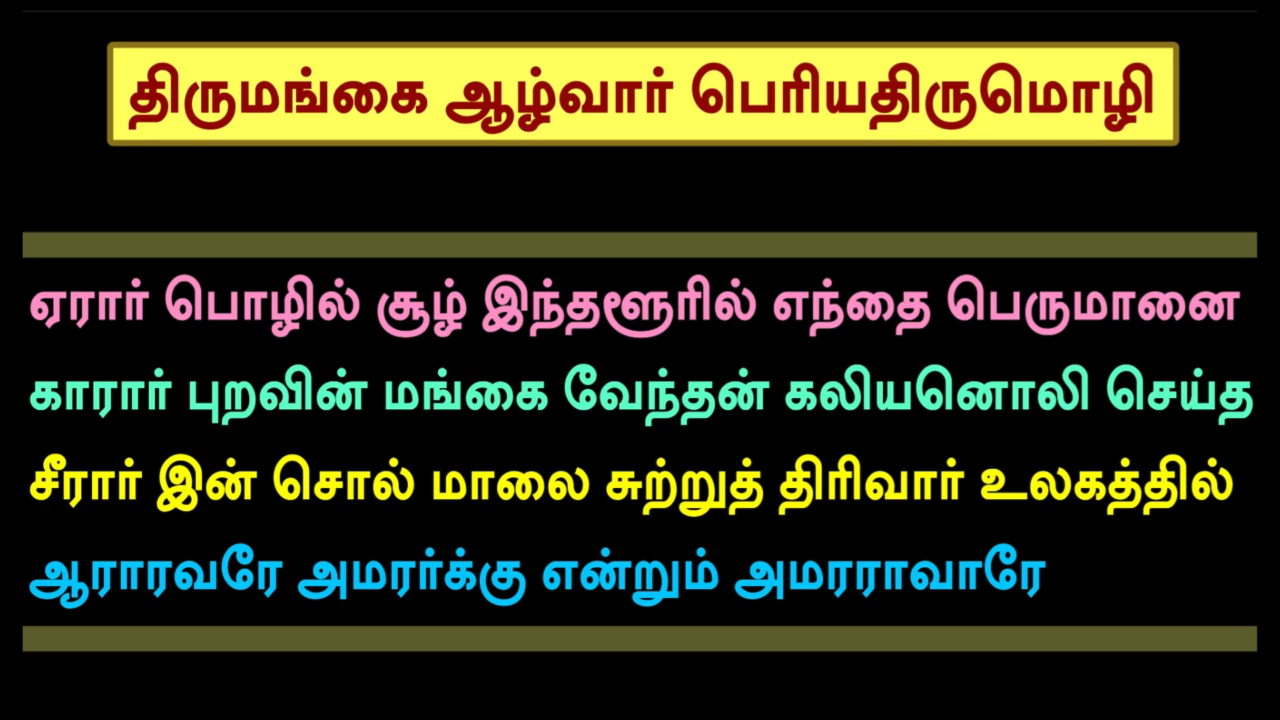 திருமங்கை ஆழ்வார் பெரியதிருமொழி
ஏரார் பொழில் சூழ் இந்தளூரில் எந்தை பெருமானை
காரார் புறவின் மங்கை வேந்தன் கலியனொலி செய்த
சீரார் இன் சொல் மாலை சுற்றுத் திரிவார் உலகத்தில்
ஆராரவரே அமரர்க்கு என்றும் அமரராவாரே